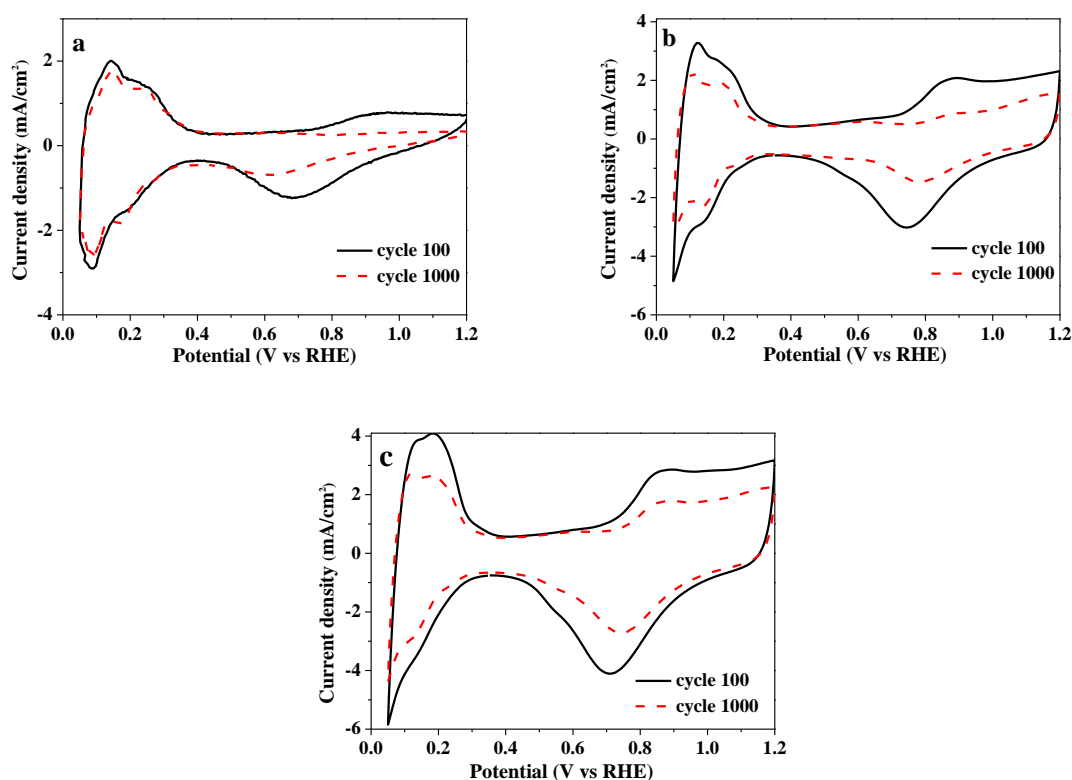 a
2
0
-2
-4
Current density (mA/cm²)
0.0 0.2 0.4 0.6 0.8 1.0 1.2
Potential (V vs RHE)
cycle 100
cycle 1000
b
4
2
0
-2
-4
-6
Current density (mA/cm²)
0.0 0.2 0.4 0.6 0.8 1.0 1.2
Potential (V vs RHE)
cycle 100
cycle 1000
c
4
2
0
-2
-4
-6
Current density (mA/cm²)
0.0 0.2 0.4 0.6 0.8 1.0 1.2
Potential (V vs RHE)
cycle 100
cycle 1000